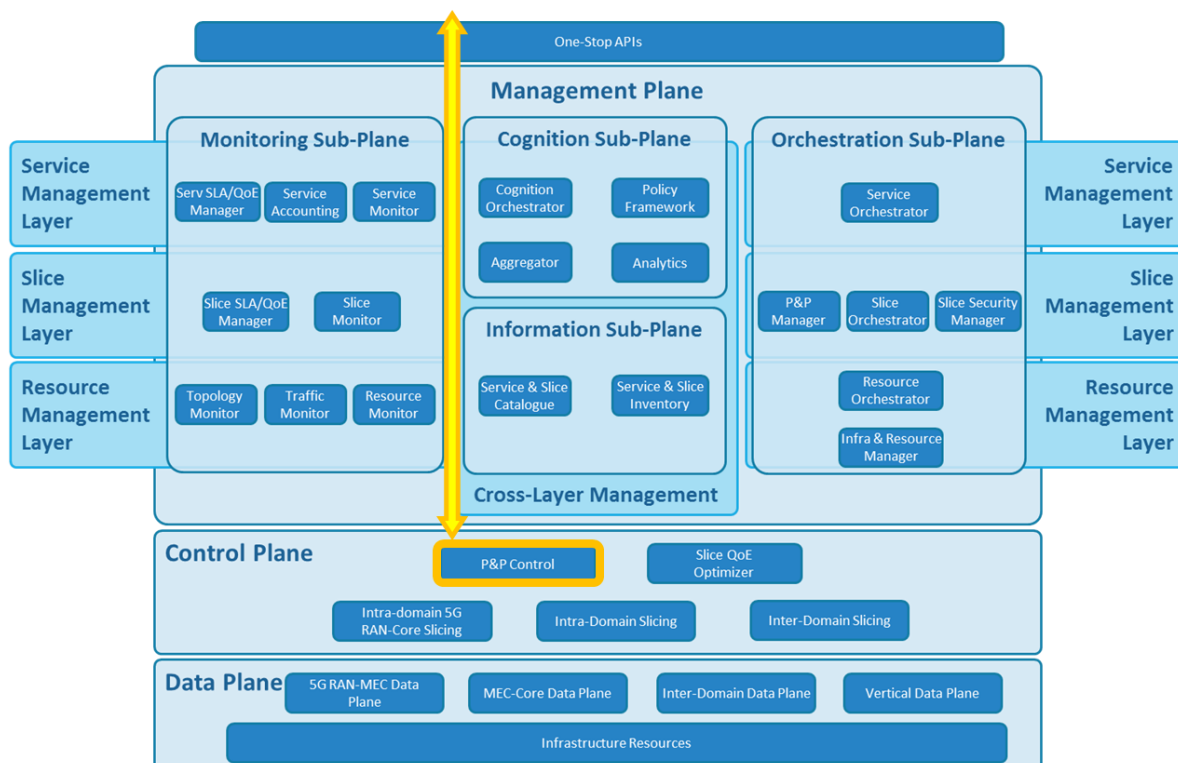 One-Stop APIs
Management Plane
Monitoring Sub-Plane
Cognition Sub-Plane
Orchestration Sub-Plane
Service
Management
Layer
Serv SLA/QoE
Manager
Service
Accounting
Service
Monitor
Cognition
Orchestrator
Policy
Framework
Service
Orchestrator
Service
Management
Layer
Aggregator
Analytics
Slice
Management
Layer
Slice SLA/QoE
Manager
Slice
Monitor
P&P
Manager
Slice
Orchestrator
Slice Security
Manager
Slice
Management
Layer
Information Sub-Plane
Resource
Management
Layer
Topology
Monitor
Traffic
Monitor
Resource
Monitor
Service & Slice
Catalogue
Service & Slice
Inventory
Resource
Orchestrator
Infra & Resource
Manager
Resource
Management
Layer
Cross-Layer Management
Control Plane
P&P Control
Slice QoE
Optimizer
Intra-domain 5G
RAN-Core Slicing
Intra-Domain Slicing
Inter-Domain Slicing
Data Plane
5G RAN-MEC Data
Plane
MEC-Core Data Plane
Inter-Domain Data Plane
Vertical Data Plane
Infrastructure Resources